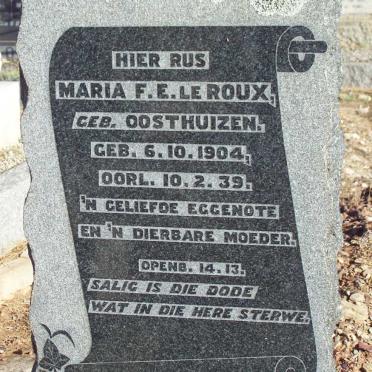 HIER RUS
MARIA F. E. LE ROUX,
GEB. OOSTHUIZEN.
GEB. 6.10.1904,
OORL. 10.2.39.
'N GELIEFDE EGGENOTE
EN 'N DIERBARE MOEDER.
OPENB. 14.13.
SALIG IS DIE DODE
WAT IN DIE HERE STERWE.